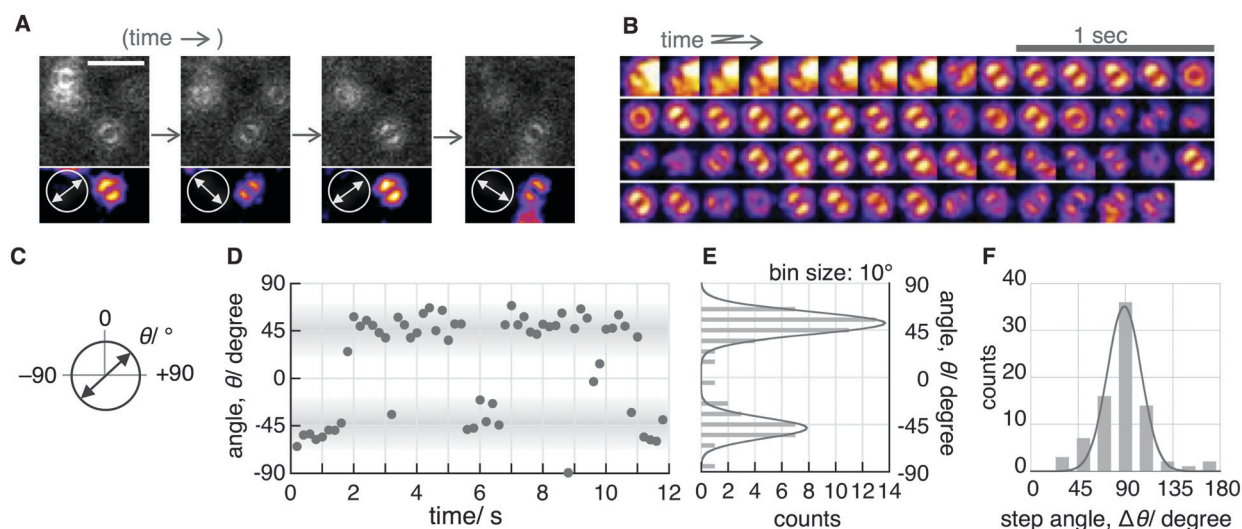 A
(time → )
B
time
1 sec
C
0
θ/ °
−90
+90
D
angle, θ/ degree
90
45
0
-45
-90
0 2 4 6 8 10 12
time/ s
E
bin size: 10°
90
45
0
-45
-90
angle, θ/ degree
0 2 4 6 8 10 12 14
counts
F
counts
40
30
20
10
0
0 45 90 135 180
step angle, Δθ/ degree